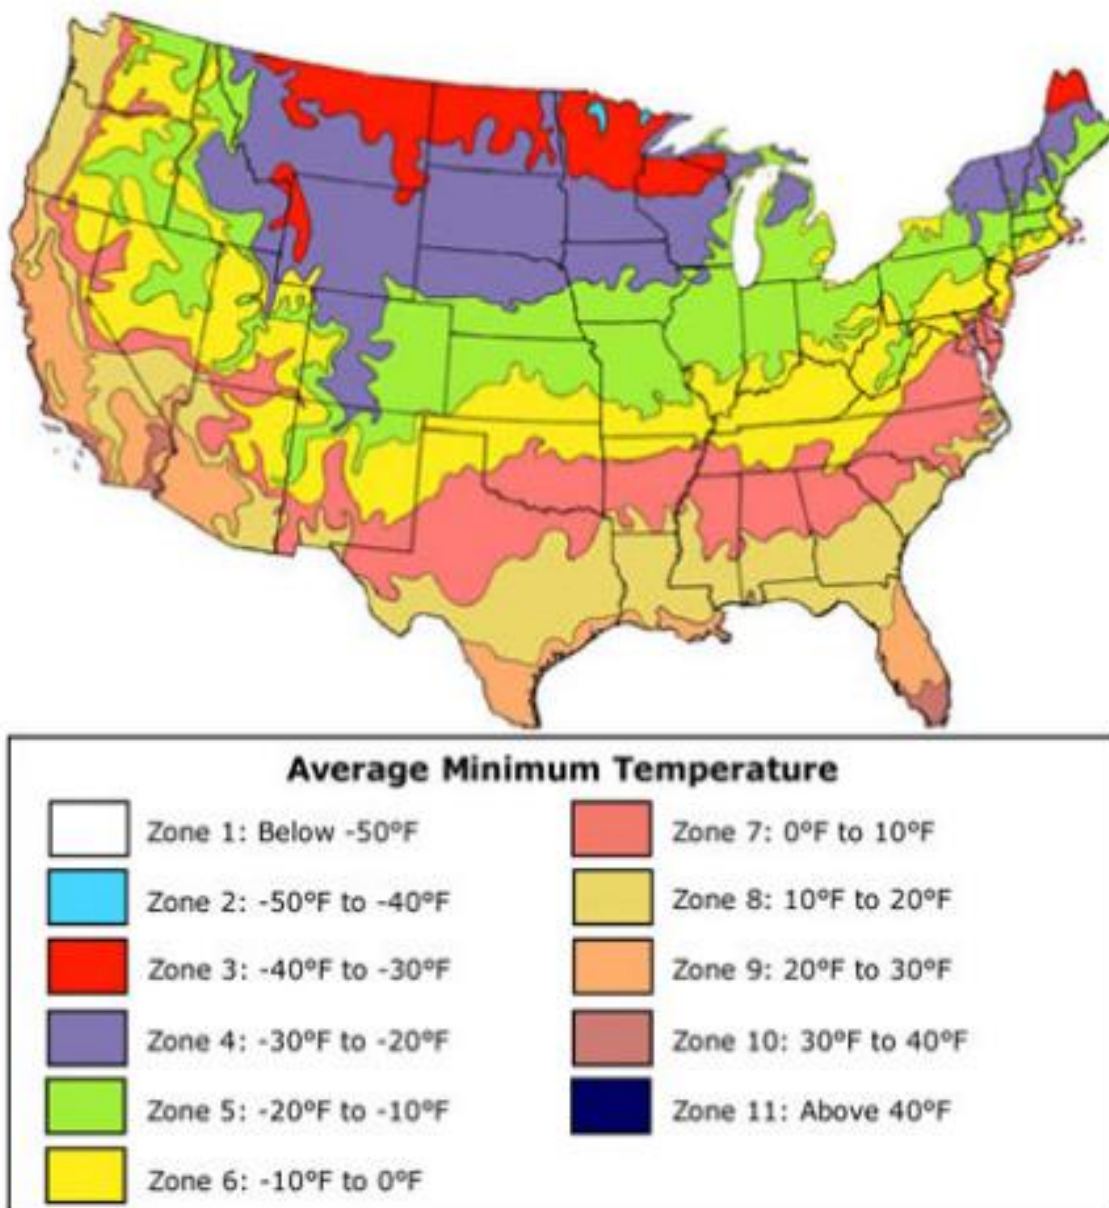 Average Minimum Temperature
Zone 1: Below -50°F
Zone 2: -50°F to -40°F
Zone 3: -40°F to -30°F
Zone 4: -30°F to -20°F
Zone 5: -20°F to -10°F
Zone 6: -10°F to 0°F
Zone 7: 0°F to 10°F
Zone 8: 10°F to 20°F
Zone 9: 20°F to 30°F
Zone 10: 30°F to 40°F
Zone 11: Above 40°F